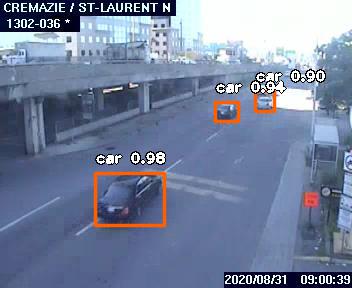 CREMAZIE / ST-LAURENT N
1302-036 *
car 0.90
car 0.94
car 0.98
2020/08/31 09:00:39